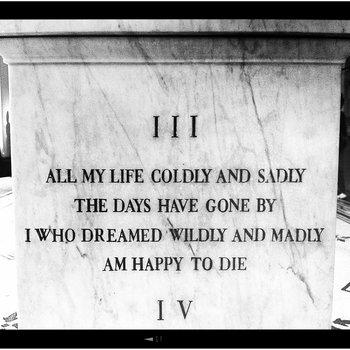 III
ALL MY LIFE COLDLY AND SADLY
THE DAYS HAVE GONE BY
I WHO DREAMED WILDLY AND MADLY
AM HAPPY TO DIE
IV